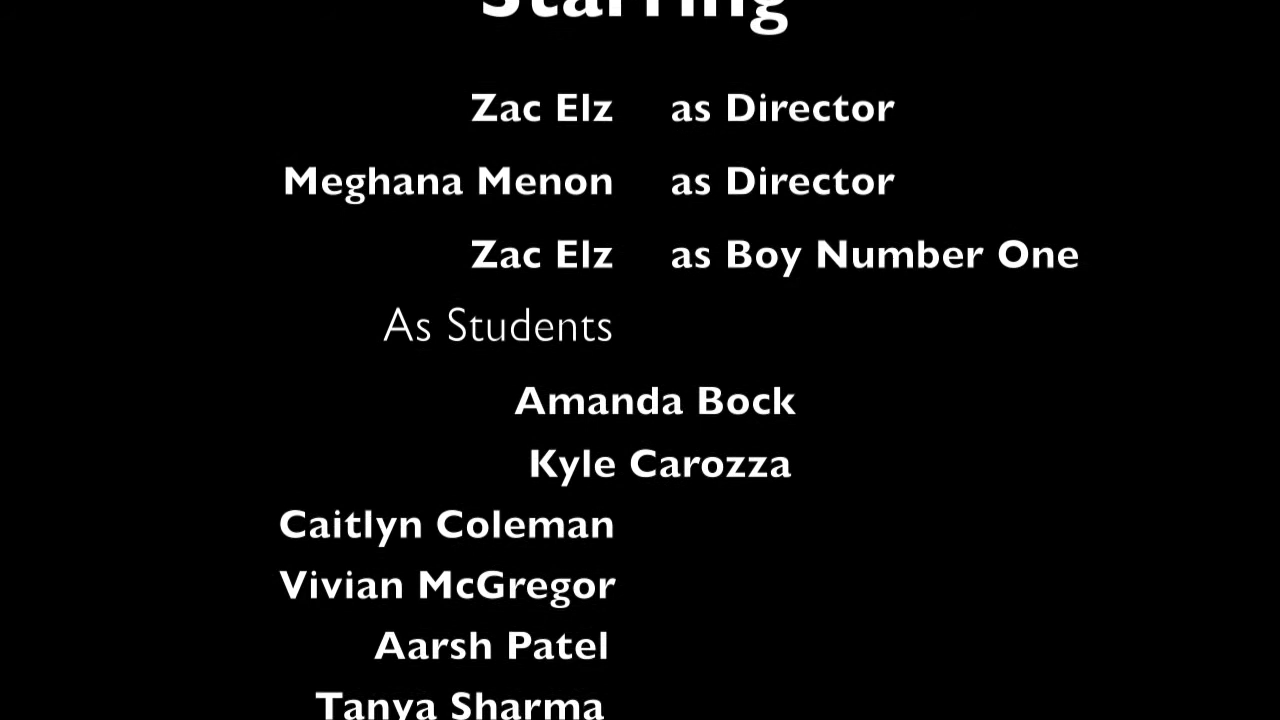 Starring
Zac Elz as Director
Meghana Menon as Director
Zac Elz as Boy Number One
As Students
Amanda Bock
Kyle Carozza
Caitlyn Coleman
Vivian McGregor
Aarsh Patel
Tanya Sharma